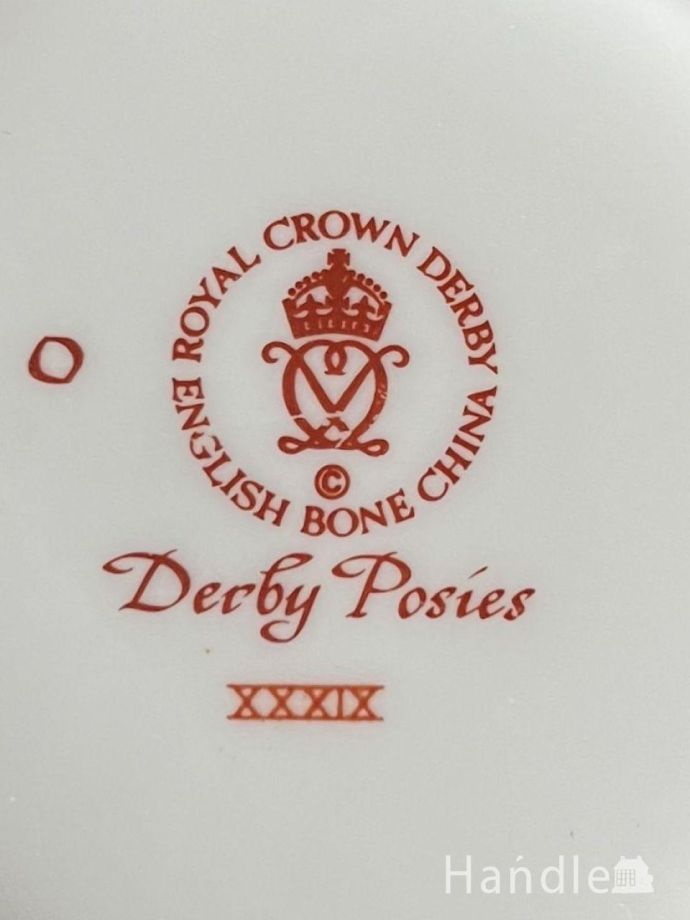 ROYAL CROWN DERBY
ENGLISH BONE CHINA
©
Derby Posies
XXXIX
Handle